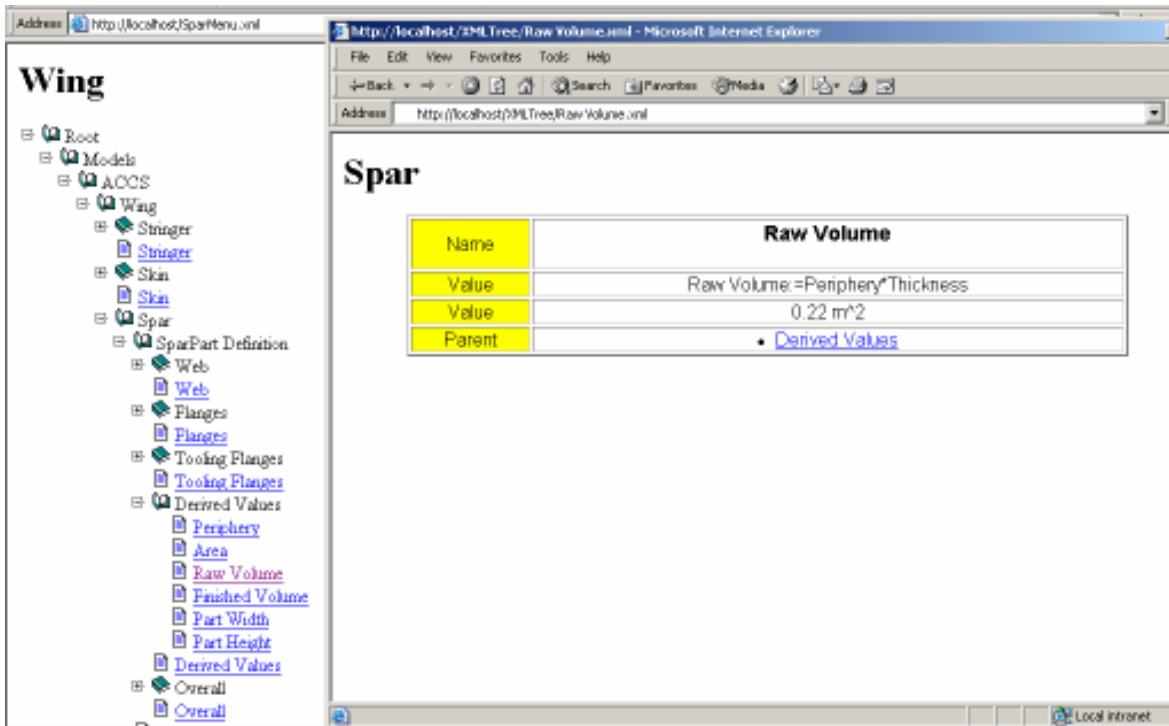 Address http://localhost/SparMenu.xml
Wing
Root
Models
ACCS
Wing
Stringer
Stringer
Skin
Skin
Spar
SparPart Definition
Web
Web
Flanges
Flanges
Tooling Flanges
Tooling Flanges
Derived Values
Periphery
Area
Raw Volume
Finished Volume
Part Width
Part Height
Derived Values
Overall
Overall
http://localhost/XMLTree/Raw Volume.xml - Microsoft Internet Explorer
File Edit View Favorites Tools Help
Back Search Favorites Media
Address http://localhost/XMLTree/Raw Volume.xml
Spar
Name Raw Volume
Value Raw Volume:=Periphery*Thickness
Value 0.22 m^2
Parent • Derived Values
Local intranet